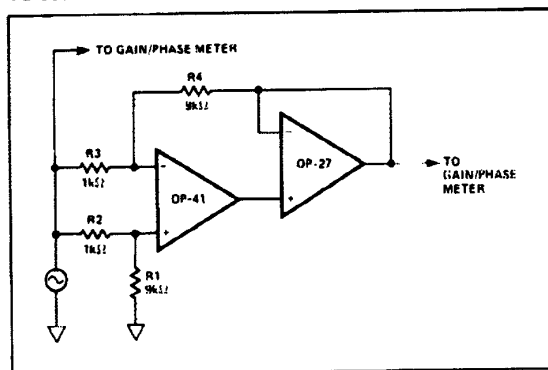 TO GAIN/PHASE METER
R4
9kΩ
R3
1kΩ
OP-41
OP-27
TO
GAIN/PHASE
METER
R2
1kΩ
R1
9kΩ